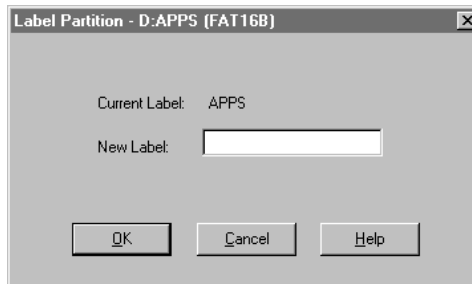 Label Partition - D:APPS (FAT16B)
Current Label: APPS
New Label:
OK Cancel Help